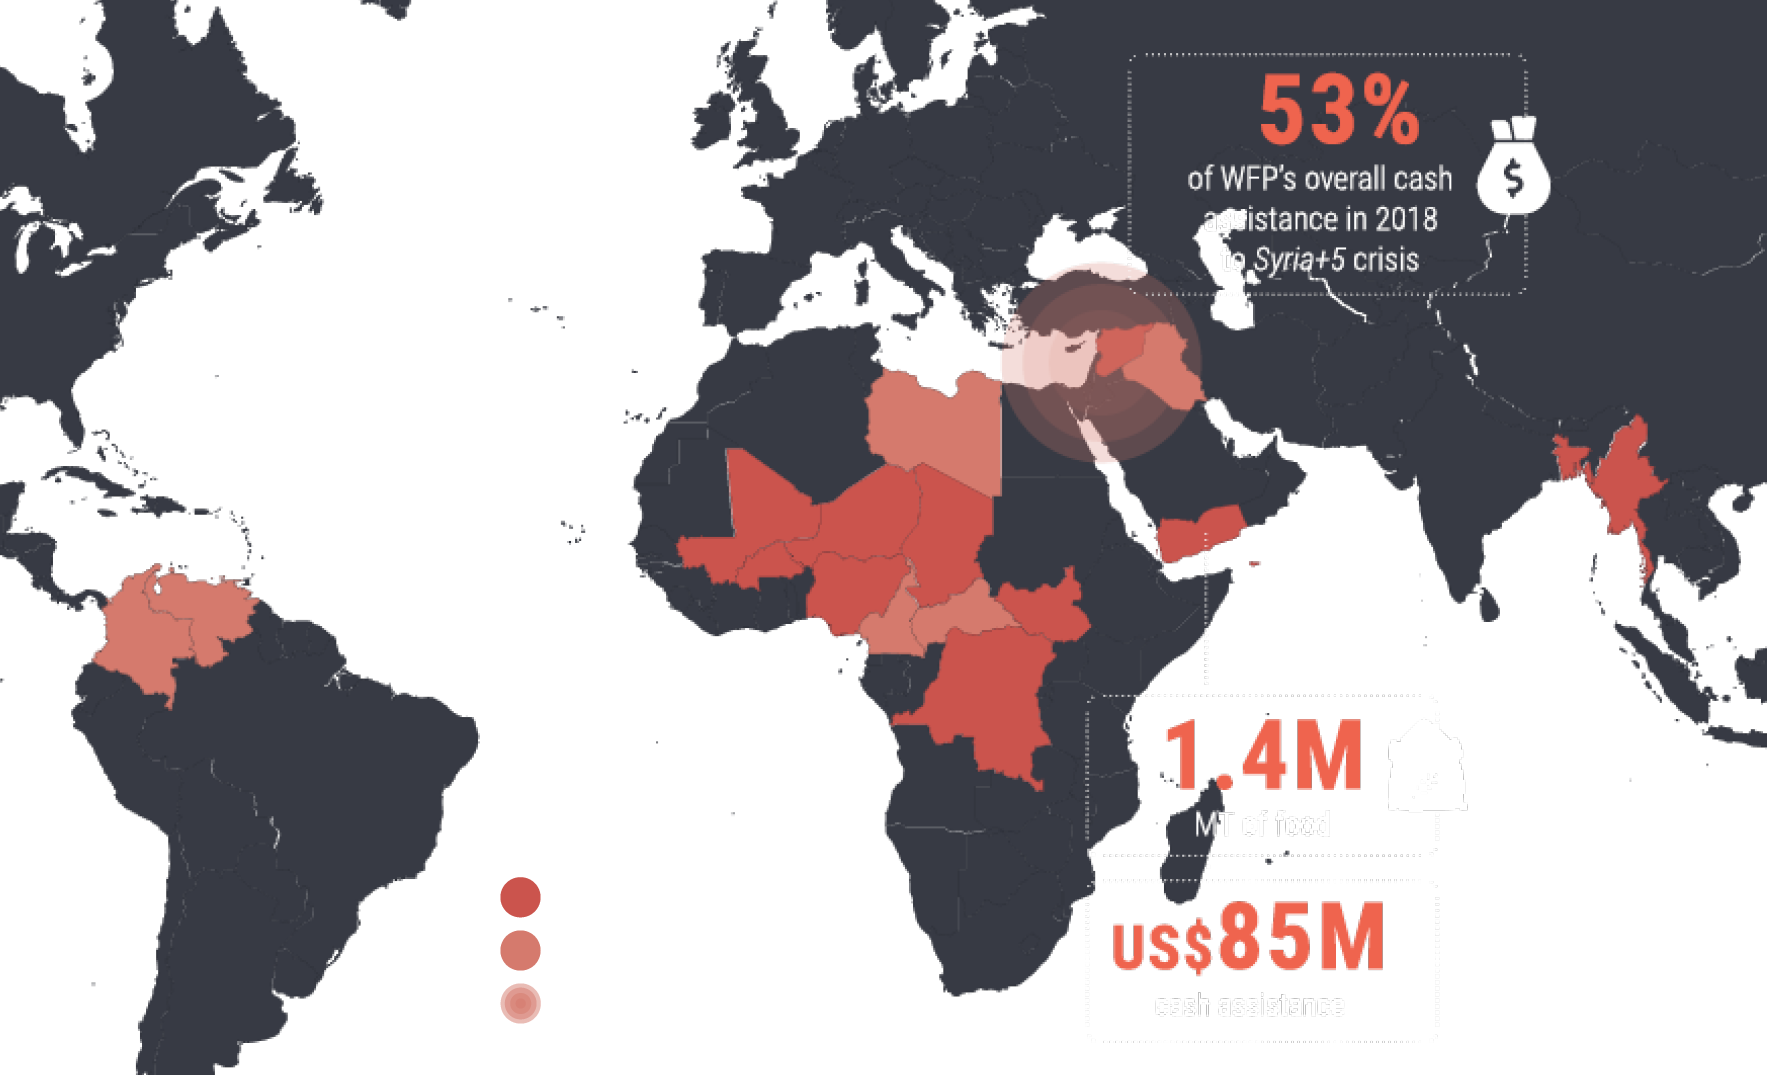 53%
of WFP's overall cash
assistance in 2018
to Syria+5 crisis
$
1.4M
MT of food
US$85M
cash assistance